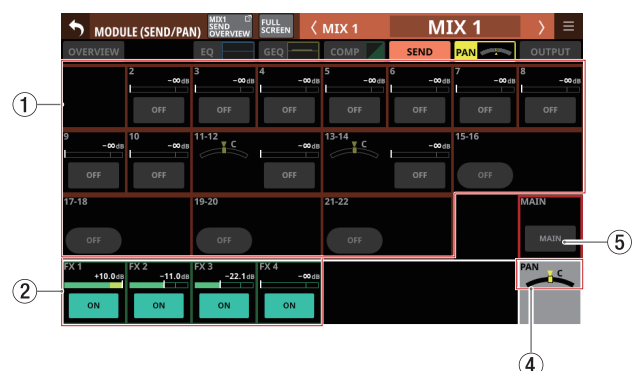 MODULE (SEND/PAN) MIX1 SEND OVERVIEW FULL SCREEN MIX 1 MIX 1
OVERVIEW EQ GEQ COMP SEND PAN OUTPUT
2 3 4 5 6 7 8
-∞dB -∞dB -∞dB -∞dB -∞dB -∞dB -∞dB
1
OFF OFF OFF OFF OFF OFF OFF
9 10 11-12 13-14 15-16
-∞dB -∞dB C -∞dB C -∞dB
OFF OFF OFF OFF OFF
17-18 19-20 21-22 MAIN
OFF OFF OFF MAIN 5
FX 1 FX 2 FX 3 FX 4 PAN
+10.0dB -11.0dB -22.1dB -∞dB C
2
ON ON ON ON
4